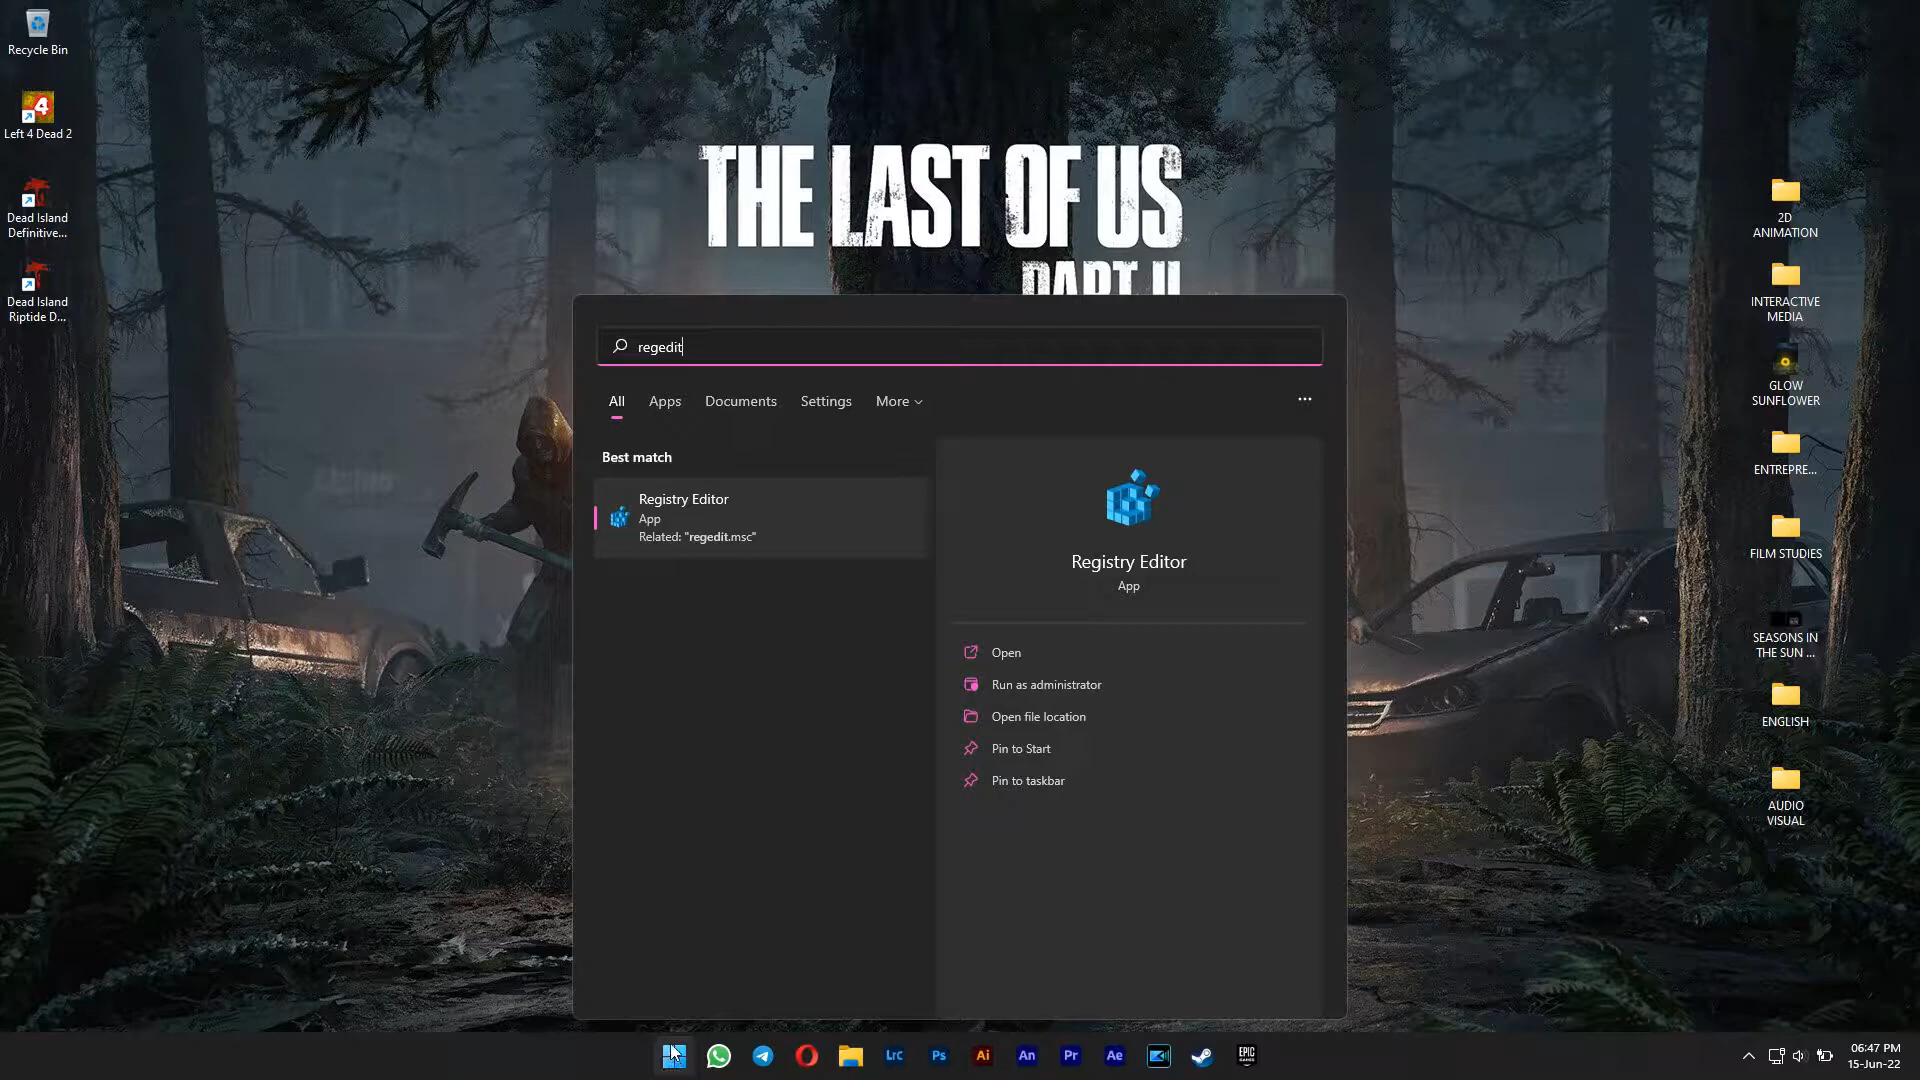 Recycle Bin
Left 4 Dead 2
Dead Island
Definitive...
Dead Island
Riptide D...
THE LAST OF US
PART II
regedit
All
Apps
Documents
Settings
More
Best match
Registry Editor
App
Related: "regedit.msc"
Registry Editor
App
Open
Run as administrator
Open file location
Pin to Start
Pin to taskbar
2D
ANIMATION
INTERACTIVE
MEDIA
GLOW
SUNFLOWER
ENTREPRE...
FILM STUDIES
SEASONS IN
THE SUN ...
ENGLISH
AUDIO
VISUAL
LrC
Ps
Ai
An
Pr
Ae
EPIC
GAMES
06:47 PM
15-Jun-22